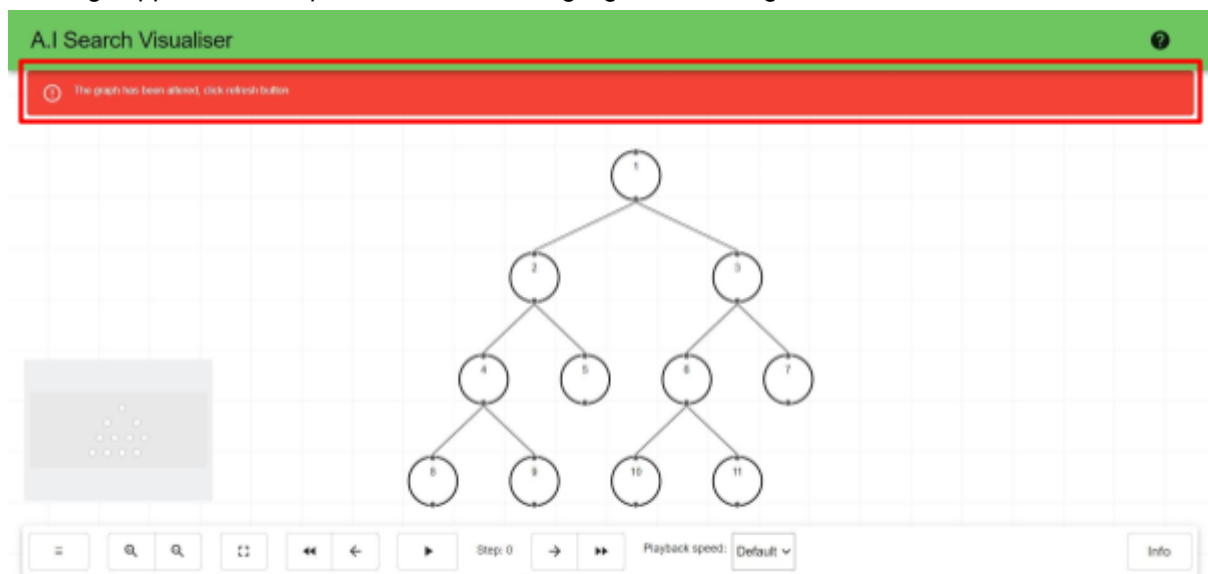 A.I Search Visualiser
The graph has been altered, click refresh button
1
2 3
4 5 6 7
8 9 10 11
Step: 0 Playback speed: Default Info